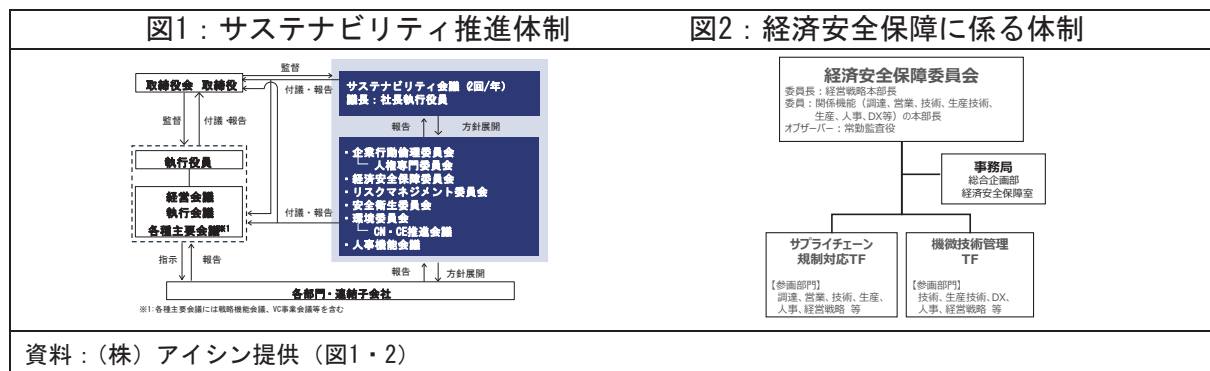 図1：サステナビリティ推進体制
図2：経済安全保障に係る体制
取締役会 取締役
監督
付議・報告
サステナビリティ会議（2回/年）
議長：社長執行役員
監督
付議・報告
報告
方針展開
執行役員
経営会議
執行会議
各種主要会議※1
付議・報告
・企業行動倫理委員会
└ 人権専門委員会
・経済安全保障委員会
・リスクマネジメント委員会
・安全衛生委員会
・環境委員会
└ CN・CE推進会議
・人事機能会議
指示
報告
報告
方針展開
各部門・連結子会社
※1:各種主要会議には戦略機能会議、VC事業会議等を含む
経済安全保障委員会
委員長：経営戦略本部長
委員：関係機能（調達、営業、技術、生産技術、
生産、人事、DX等）の本部長
オブザーバー：常勤監査役
事務局
総合企画部
経済安全保障室
サプライチェーン
規制対応TF
【参画部門】
調達、営業、技術、生産、
人事、経営戦略 等
機微技術管理
TF
【参画部門】
技術、生産技術、DX、
人事、経営戦略 等
資料：（株）アイシン提供（図1・2）